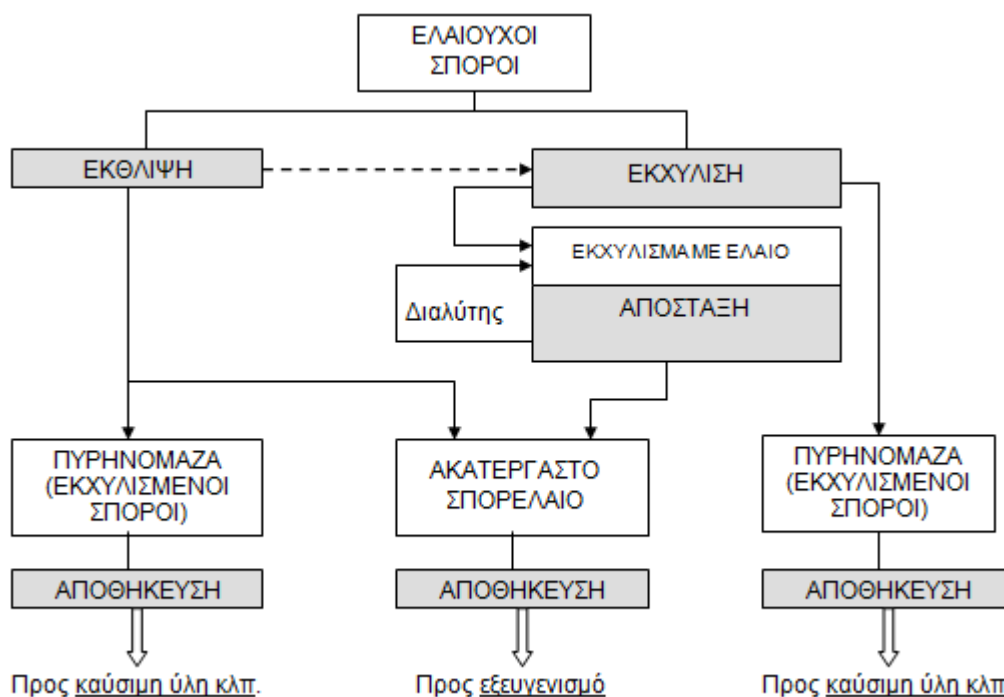 ΕΛΑΙΟΥΧΟΙ
ΣΠΟΡΟΙ
ΕΚΘΛΙΨΗ
ΕΚΧΥΛΙΣΗ
ΕΚΧΥΛΙΣΜΑ ΜΕ ΕΛΑΙΟ
Διαλύτης
ΑΠΟΣΤΑΞΗ
ΠΥΡΗΝΟΜΑΖΑ
(ΕΚΧΥΛΙΣΜΕΝΟΙ
ΣΠΟΡΟΙ)
ΑΚΑΤΕΡΓΑΣΤΟ
ΣΠΟΡΕΛΑΙΟ
ΠΥΡΗΝΟΜΑΖΑ
(ΕΚΧΥΛΙΣΜΕΝΟΙ
ΣΠΟΡΟΙ)
ΑΠΟΘΗΚΕΥΣΗ
ΑΠΟΘΗΚΕΥΣΗ
ΑΠΟΘΗΚΕΥΣΗ
Προς καύσιμη ύλη κλπ.
Προς εξευγενισμό
Προς καύσιμη ύλη κλπ